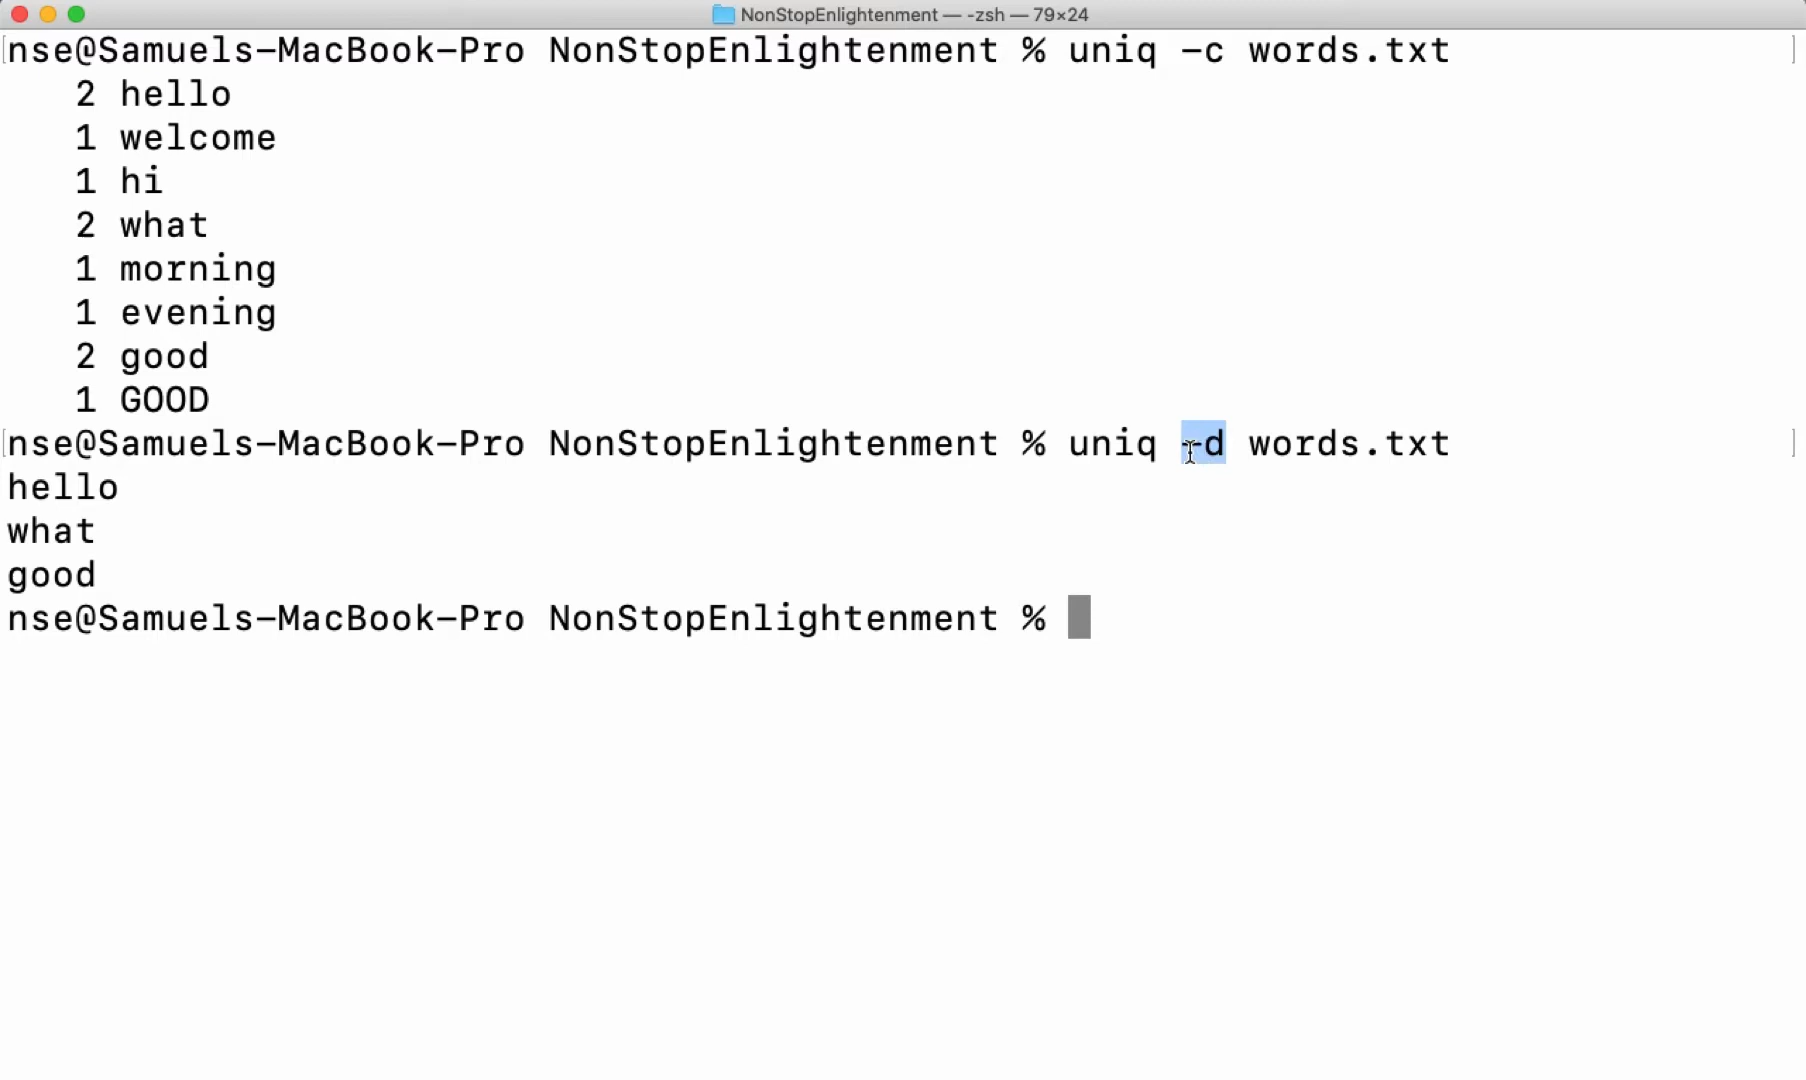 NonStopEnlightenment — -zsh — 79×24
nse@Samuels-MacBook-Pro NonStopEnlightenment % uniq -c words.txt
   2 hello
   1 welcome
   1 hi
   2 what
   1 morning
   1 evening
   2 good
   1 GOOD
nse@Samuels-MacBook-Pro NonStopEnlightenment % uniq -d words.txt
hello
what
good
nse@Samuels-MacBook-Pro NonStopEnlightenment %